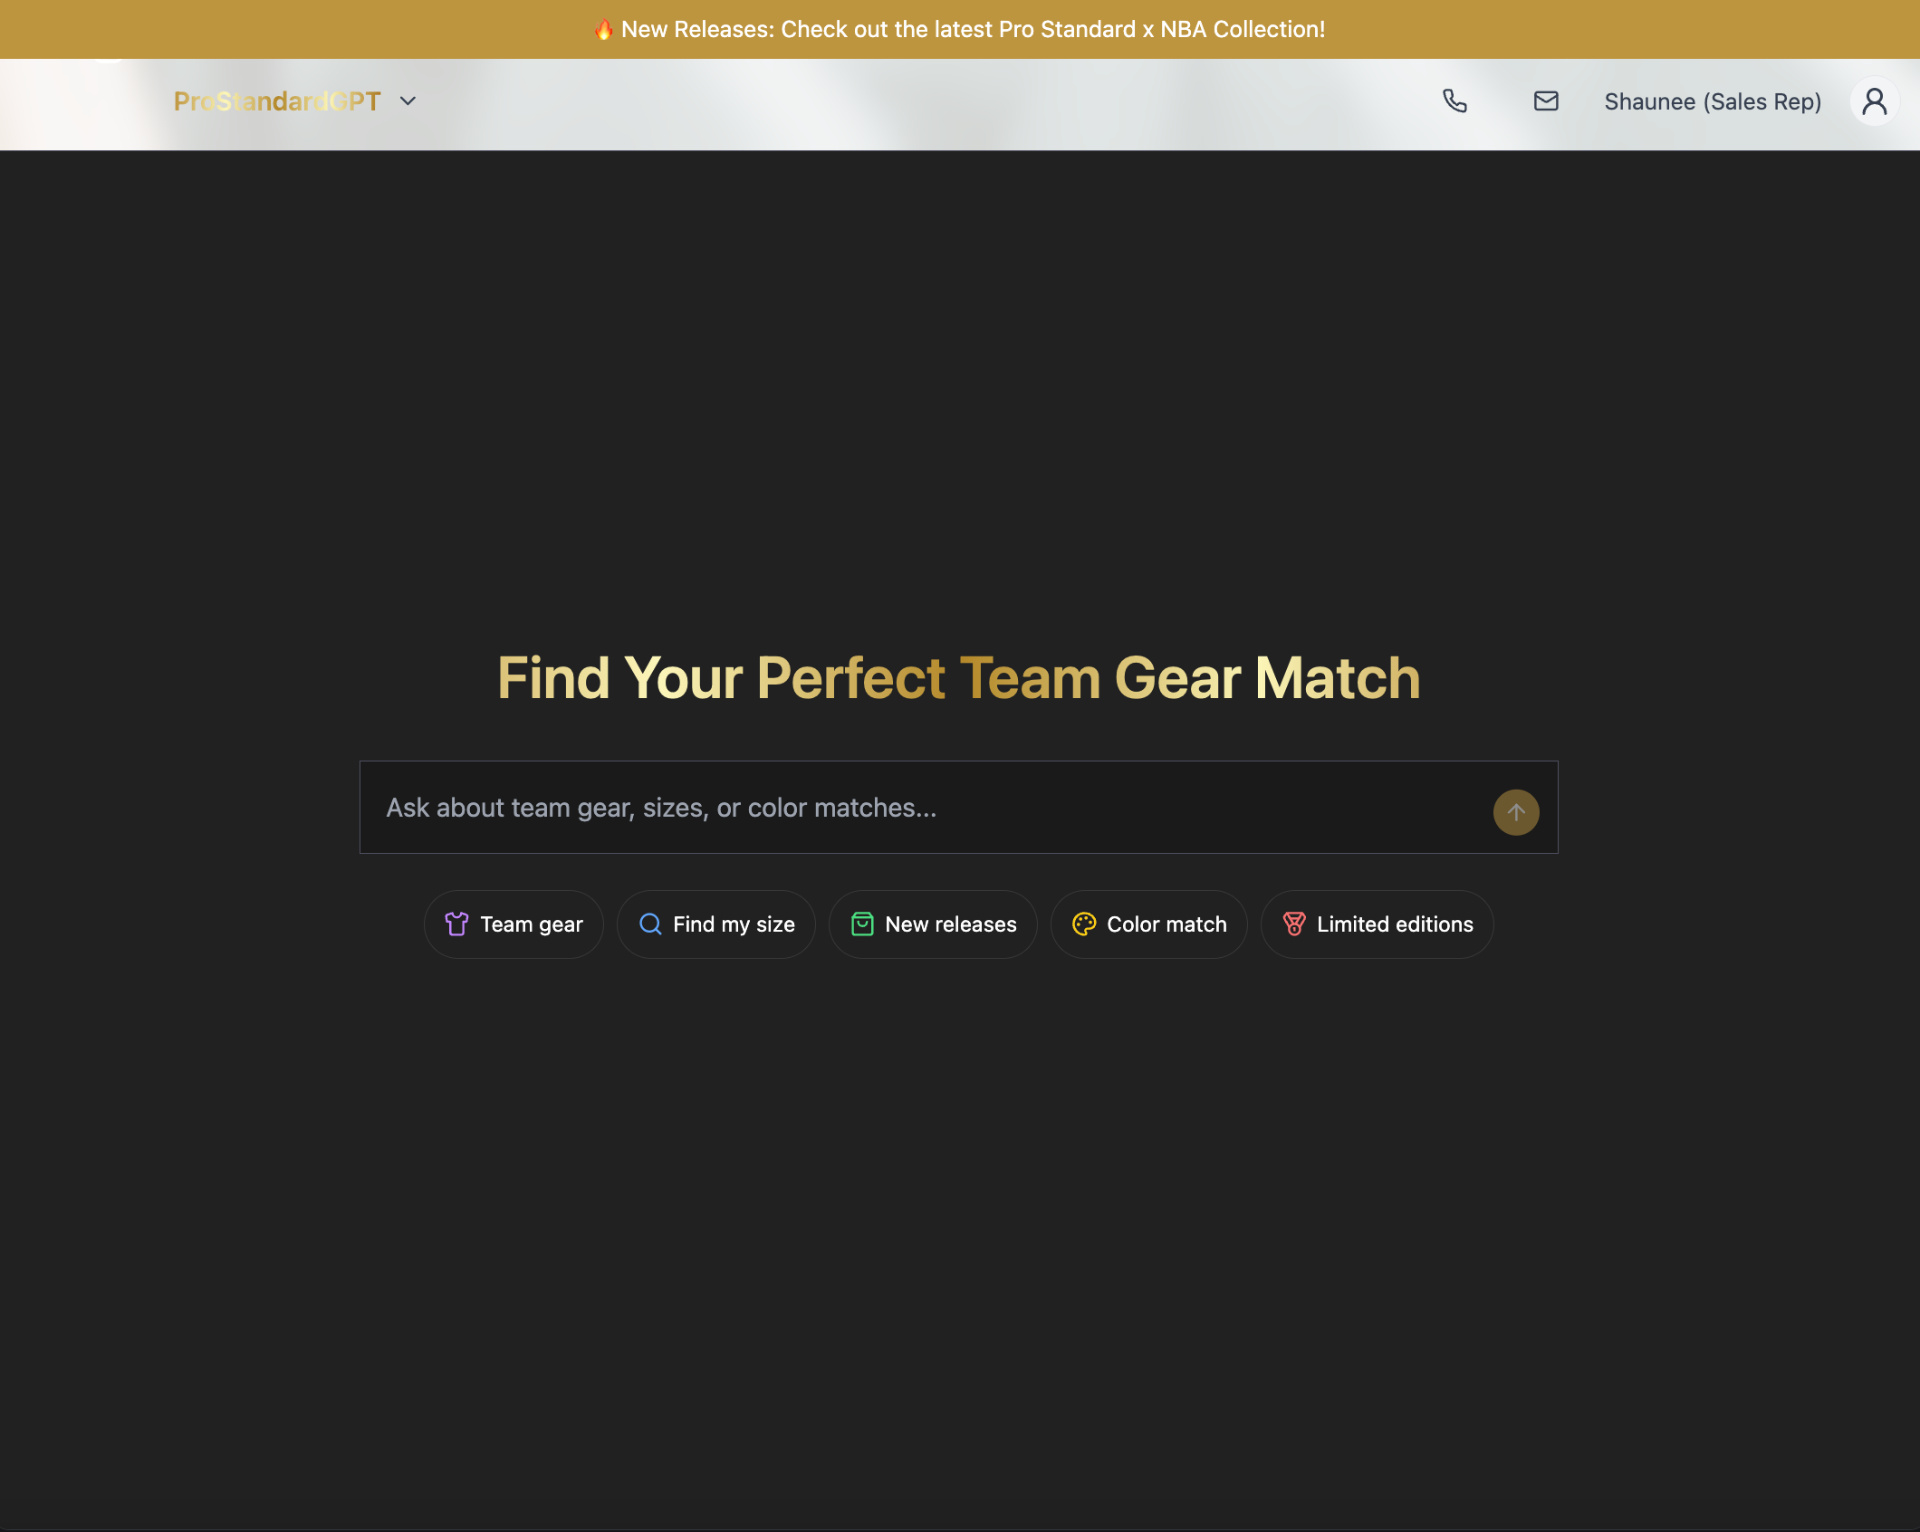 🔥 New Releases: Check out the latest Pro Standard x NBA Collection!
ProStandardGPT
Shaunee (Sales Rep)
Find Your Perfect Team Gear Match
Ask about team gear, sizes, or color matches...
Team gear
Find my size
New releases
Color match
Limited editions